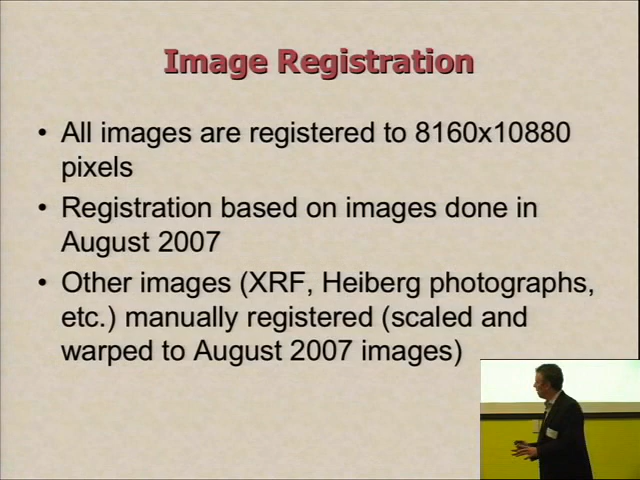 Image Registration
• All images are registered to 8160x10880
pixels
• Registration based on images done in
August 2007
• Other images (XRF, Heiberg photographs,
etc.) manually registered (scaled and
warped to August 2007 images)